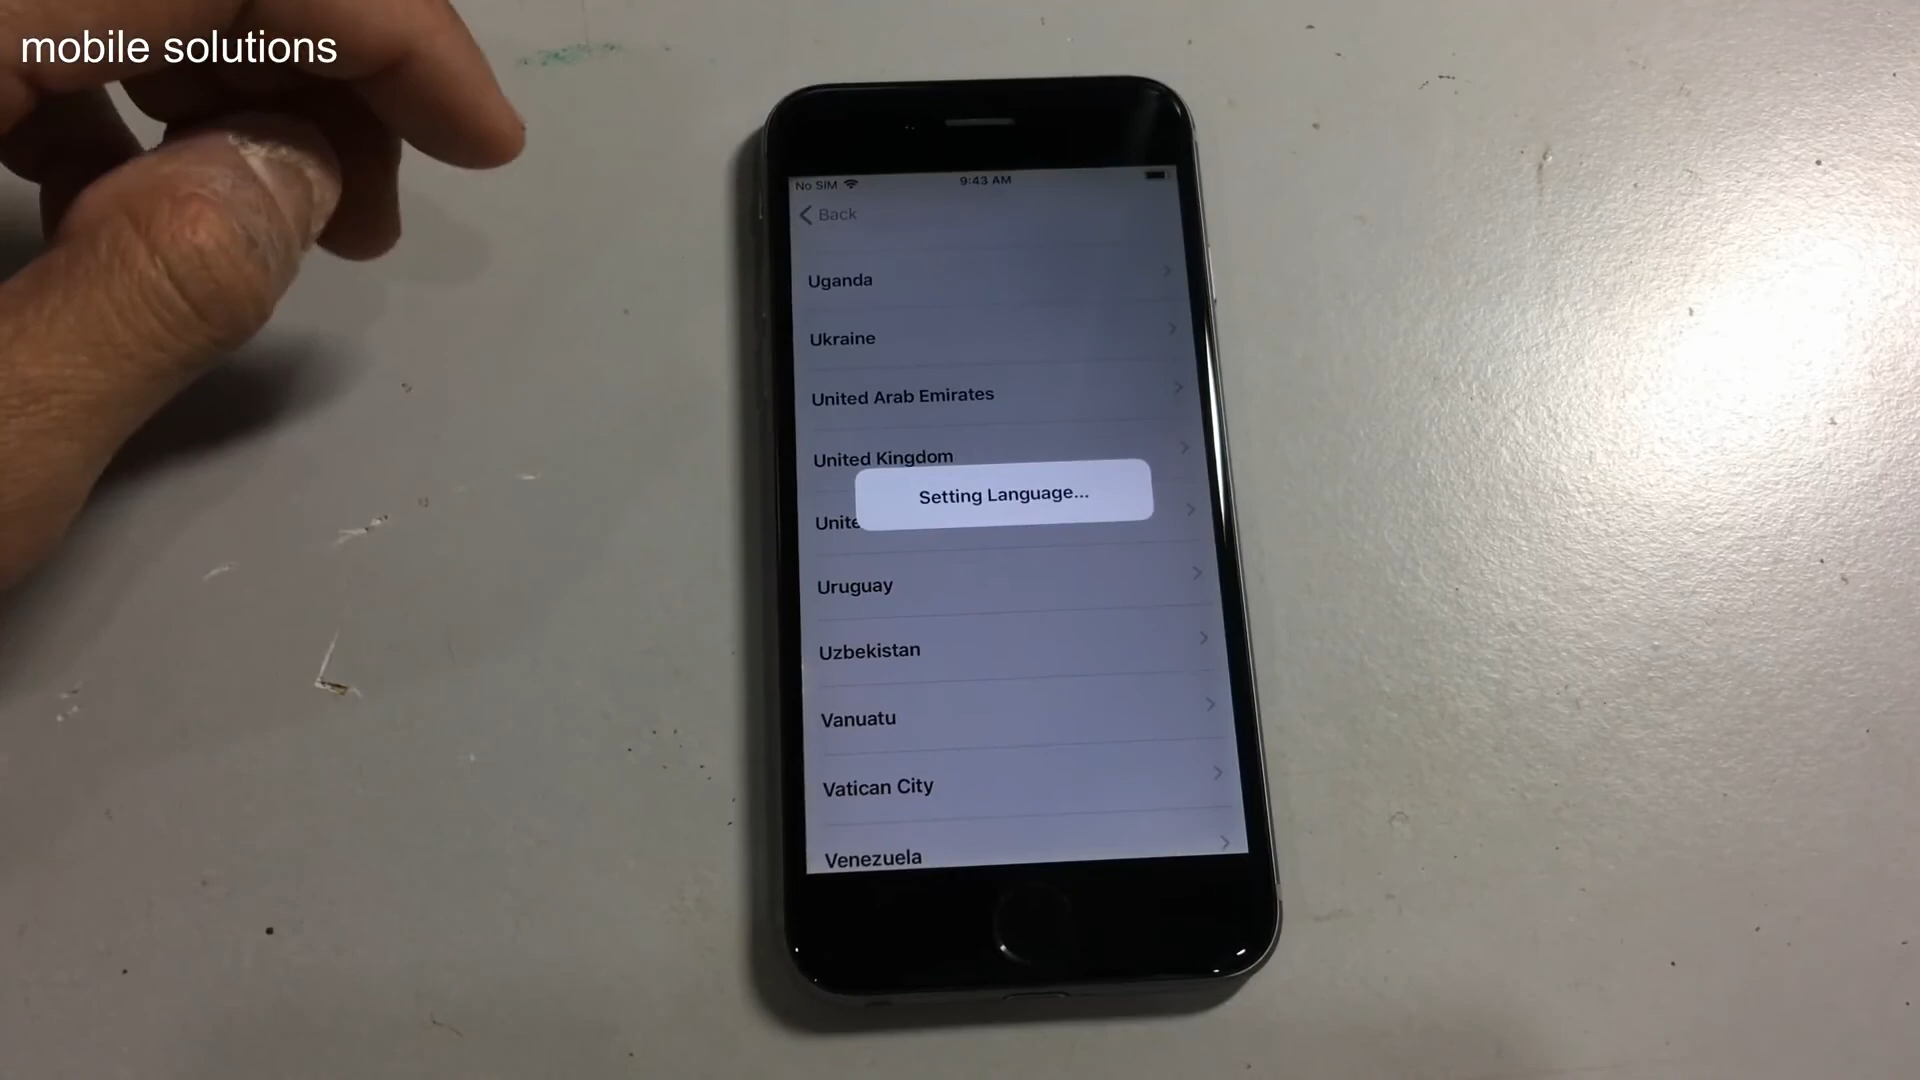 mobile solutions
No SIM 9:43 AM
Back
Uganda
Ukraine
United Arab Emirates
United Kingdom
Setting Language...
Unite
Uruguay
Uzbekistan
Vanuatu
Vatican City
Venezuela